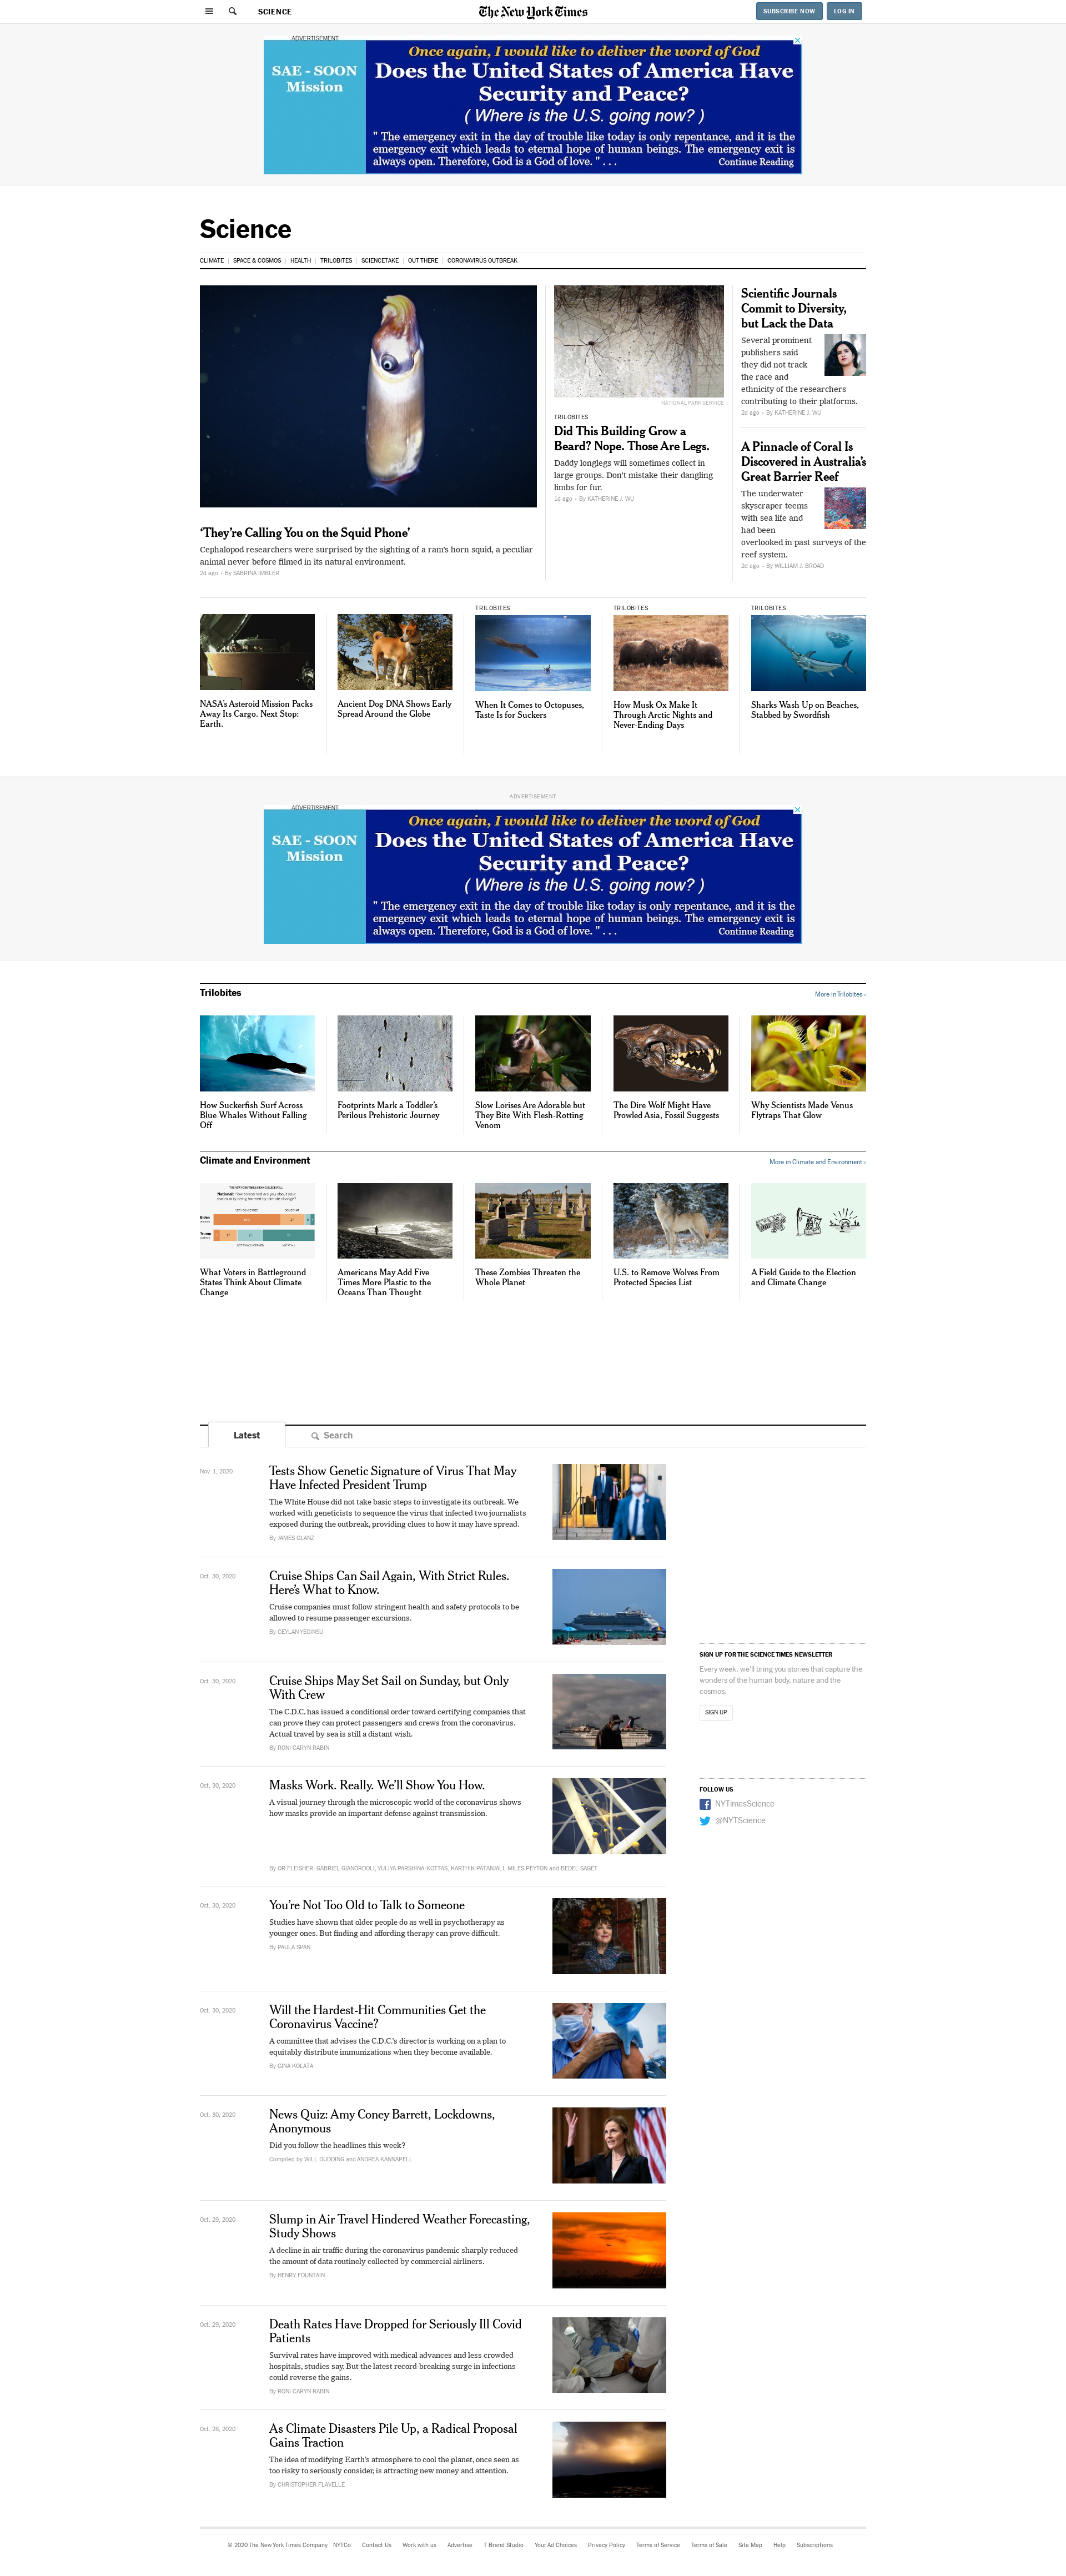 SCIENCE
The New York Times
SUBSCRIBE NOW
LOG IN
ADVERTISEMENT
SAE - SOON
Mission
Once again, I would like to deliver the word of God
Does the United States of America Have
Security and Peace?
( Where is the U.S. going now? )
" The emergency exit in the day of trouble like today is only repentance, and it is the
emergency exit which leads to eternal hope of human beings. The emergency exit is
always open. Therefore, God is a God of love. " . . .
Continue Reading
Science
CLIMATE
SPACE & COSMOS
HEALTH
TRILOBITES
SCIENCETAKE
OUT THERE
CORONAVIRUS OUTBREAK
‘They’re Calling You on the Squid Phone’
Cephalopod researchers were surprised by the sighting of a ram's horn squid, a peculiar
animal never before filmed in its natural environment.
2d ago • By SABRINA IMBLER
NATIONAL PARK SERVICE
TRILOBITES
Did This Building Grow a
Beard? Nope. Those Are Legs.
Daddy longlegs will sometimes collect in
large groups. Don't mistake their dangling
limbs for fur.
1d ago • By KATHERINE J. WU
Scientific Journals
Commit to Diversity,
but Lack the Data
Several prominent
publishers said
they did not track
the race and
ethnicity of the researchers
contributing to their platforms.
2d ago • By KATHERINE J. WU
A Pinnacle of Coral Is
Discovered in Australia’s
Great Barrier Reef
The underwater
skyscraper teems
with sea life and
had been
overlooked in past surveys of the
reef system.
2d ago • By WILLIAM J. BROAD
NASA’s Asteroid Mission Packs
Away Its Cargo. Next Stop:
Earth.
Ancient Dog DNA Shows Early
Spread Around the Globe
TRILOBITES
When It Comes to Octopuses,
Taste Is for Suckers
TRILOBITES
How Musk Ox Make It
Through Arctic Nights and
Never-Ending Days
TRILOBITES
Sharks Wash Up on Beaches,
Stabbed by Swordfish
ADVERTISEMENT
ADVERTISEMENT
SAE - SOON
Mission
Once again, I would like to deliver the word of God
Does the United States of America Have
Security and Peace?
( Where is the U.S. going now? )
" The emergency exit in the day of trouble like today is only repentance, and it is the
emergency exit which leads to eternal hope of human beings. The emergency exit is
always open. Therefore, God is a God of love. " . . .
Continue Reading
Trilobites
More in Trilobites ›
How Suckerfish Surf Across
Blue Whales Without Falling
Off
Footprints Mark a Toddler’s
Perilous Prehistoric Journey
Slow Lorises Are Adorable but
They Bite With Flesh-Rotting
Venom
The Dire Wolf Might Have
Prowled Asia, Fossil Suggests
Why Scientists Made Venus
Flytraps That Glow
Climate and Environment
More in Climate and Environment ›
Biden
Trump
What Voters in Battleground
States Think About Climate
Change
Americans May Add Five
Times More Plastic to the
Oceans Than Thought
These Zombies Threaten the
Whole Planet
U.S. to Remove Wolves From
Protected Species List
A Field Guide to the Election
and Climate Change
Latest
Search
Nov. 1, 2020
Tests Show Genetic Signature of Virus That May
Have Infected President Trump
The White House did not take basic steps to investigate its outbreak. We
worked with geneticists to sequence the virus that infected two journalists
exposed during the outbreak, providing clues to how it may have spread.
By JAMES GLANZ
Oct. 30, 2020
Cruise Ships Can Sail Again, With Strict Rules.
Here’s What to Know.
Cruise companies must follow stringent health and safety protocols to be
allowed to resume passenger excursions.
By CEYLAN YEGINSU
Oct. 30, 2020
Cruise Ships May Set Sail on Sunday, but Only
With Crew
The C.D.C. has issued a conditional order toward certifying companies that
can prove they can protect passengers and crews from the coronavirus.
Actual travel by sea is still a distant wish.
By RONI CARYN RABIN
Oct. 30, 2020
Masks Work. Really. We’ll Show You How.
A visual journey through the microscopic world of the coronavirus shows
how masks provide an important defense against transmission.
By OR FLEISHER, GABRIEL GIANORDOLI, YULIYA PARSHINA-KOTTAS, KARTHIK PATANJALI, MILES PEYTON and BEDEL SAGET
Oct. 30, 2020
You’re Not Too Old to Talk to Someone
Studies have shown that older people do as well in psychotherapy as
younger ones. But finding and affording therapy can prove difficult.
By PAULA SPAN
Oct. 30, 2020
Will the Hardest-Hit Communities Get the
Coronavirus Vaccine?
A committee that advises the C.D.C.'s director is working on a plan to
equitably distribute immunizations when they become available.
By GINA KOLATA
Oct. 30, 2020
News Quiz: Amy Coney Barrett, Lockdowns,
Anonymous
Did you follow the headlines this week?
Compiled by WILL DUDDING and ANDREA KANNAPELL
Oct. 29, 2020
Slump in Air Travel Hindered Weather Forecasting,
Study Shows
A decline in air traffic during the coronavirus pandemic sharply reduced
the amount of data routinely collected by commercial airliners.
By HENRY FOUNTAIN
Oct. 29, 2020
Death Rates Have Dropped for Seriously Ill Covid
Patients
Survival rates have improved with medical advances and less crowded
hospitals, studies say. But the latest record-breaking surge in infections
could reverse the gains.
By RONI CARYN RABIN
Oct. 28, 2020
As Climate Disasters Pile Up, a Radical Proposal
Gains Traction
The idea of modifying Earth's atmosphere to cool the planet, once seen as
too risky to seriously consider, is attracting new money and attention.
By CHRISTOPHER FLAVELLE
SIGN UP FOR THE SCIENCE TIMES NEWSLETTER
Every week, we'll bring you stories that capture the
wonders of the human body, nature and the
cosmos.
SIGN UP
FOLLOW US
NYTimesScience
@NYTScience
© 2020 The New York Times Company
NYTCo
Contact Us
Work with us
Advertise
T Brand Studio
Your Ad Choices
Privacy Policy
Terms of Service
Terms of Sale
Site Map
Help
Subscriptions